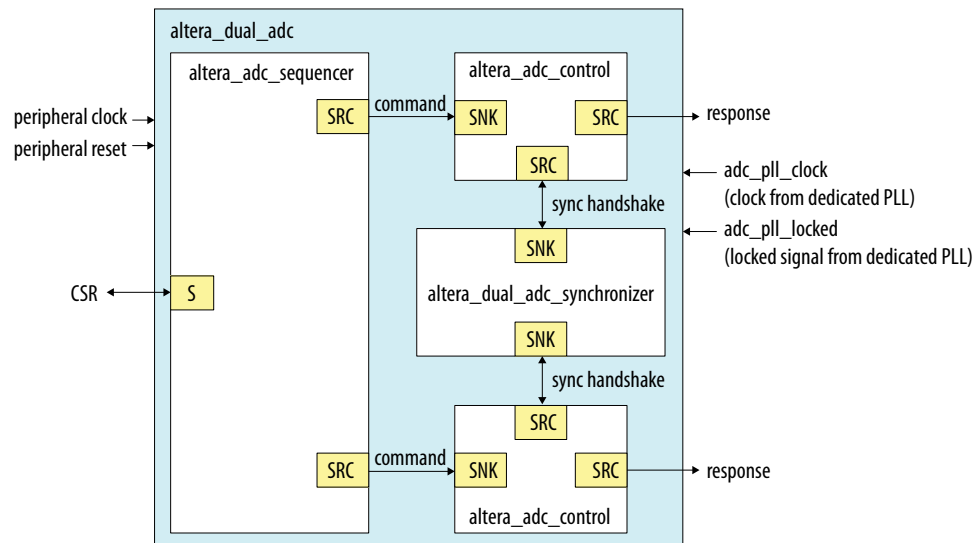 altera_dual_adc
altera_adc_sequencer
altera_adc_control
peripheral clock
peripheral reset
SRC
command
SNK
SRC
response
SRC
adc_pll_clock
(clock from dedicated PLL)
sync handshake
adc_pll_locked
(locked signal from dedicated PLL)
SNK
CSR
S
altera_dual_adc_synchronizer
SNK
sync handshake
SRC
SRC
command
SNK
SRC
response
altera_adc_control